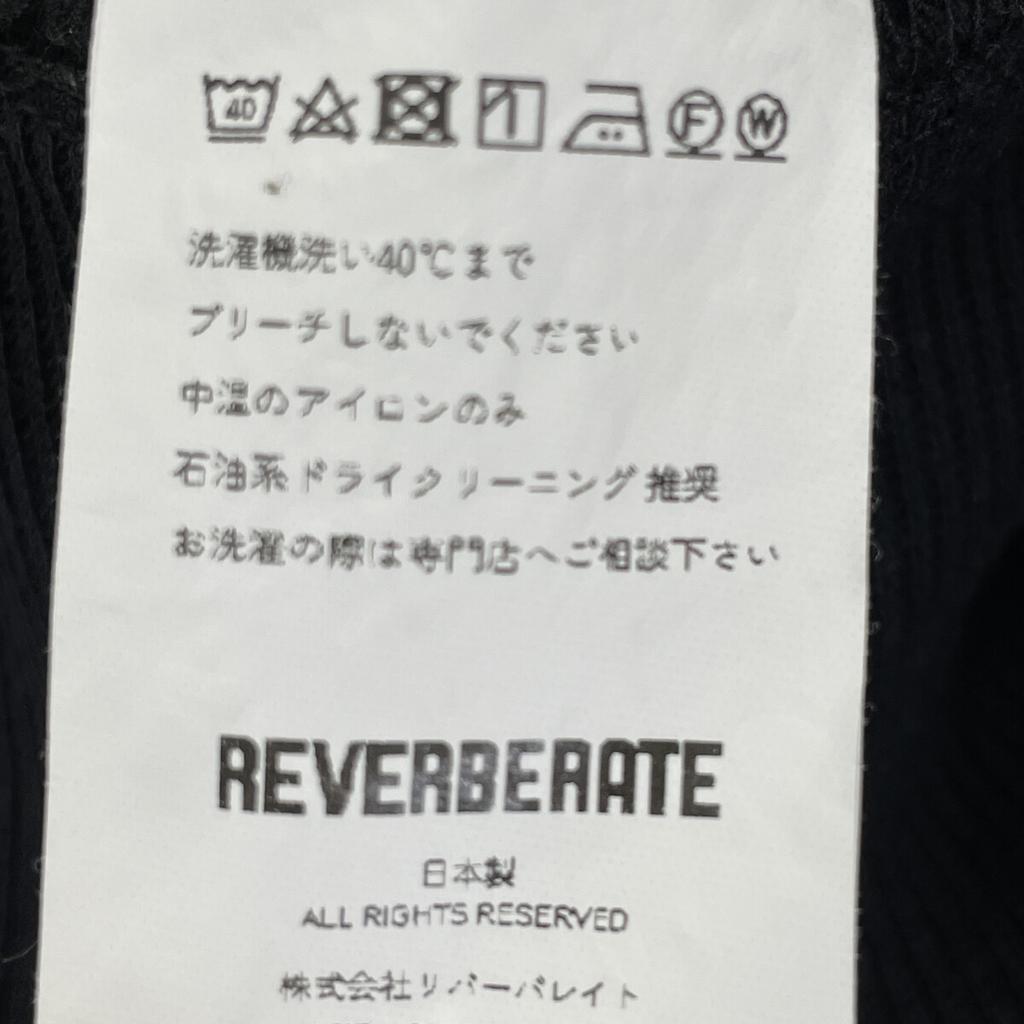 40 F W
洗濯機洗い40℃まで
ブリーチしないでください
中温のアイロンのみ
石油系ドライクリーニング推奨
お洗濯の際は専門店へご相談下さい
REVERBERATE
日本製
ALL RIGHTS RESERVED
株式会社リバーバレイト